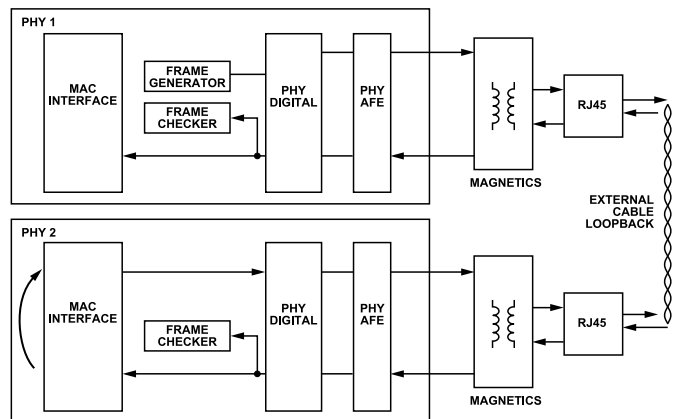 PHY 1
MAC
INTERFACE
FRAME
GENERATOR
FRAME
CHECKER
PHY
DIGITAL
PHY
AFE
MAGNETICS
RJ45
EXTERNAL
CABLE
LOOPBACK
PHY 2
MAC
INTERFACE
FRAME
CHECKER
PHY
DIGITAL
PHY
AFE
MAGNETICS
RJ45